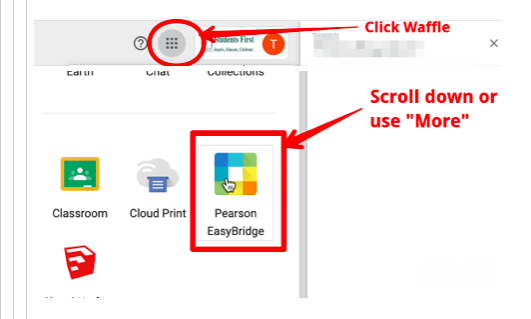 Click Waffle
Students First
T
Earth
Chat
Collections
Scroll down or
use "More"
Classroom
Cloud Print
Pearson
EasyBridge